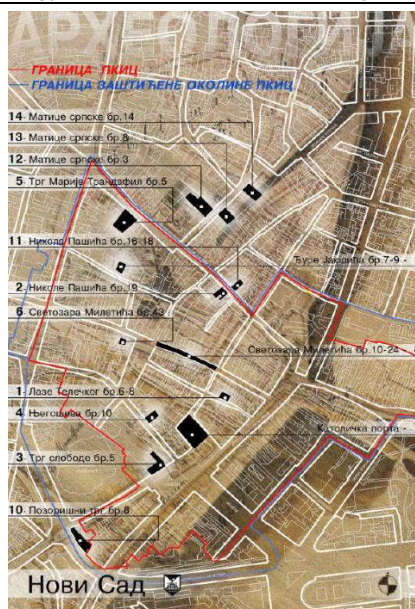 АРХЕОЛОГИЈА
ГРАНИЦА ПКИЦ
ГРАНИЦА ЗАШТИЋЕНЕ ОКОЛИНЕ ПКИЦ
14- Матице српске бр.14
13- Матице српске бр.8
12- Матице српске бр.3
5- Трг Марије Трандафил бр.5
11- Николе Пашића бр.16-18
Ђуре Јакшића бр.7-9 -
2- Николе Пашића бр.19
6- Светозара Милетића бр.43
Светозара Милетића бр.10-24
1- Лазе Телечког бр.6-8
4- Његошева бр.10
Католичка порта -
3- Трг слободе бр.5
10- Позоришни трг бр.8
Нови Сад